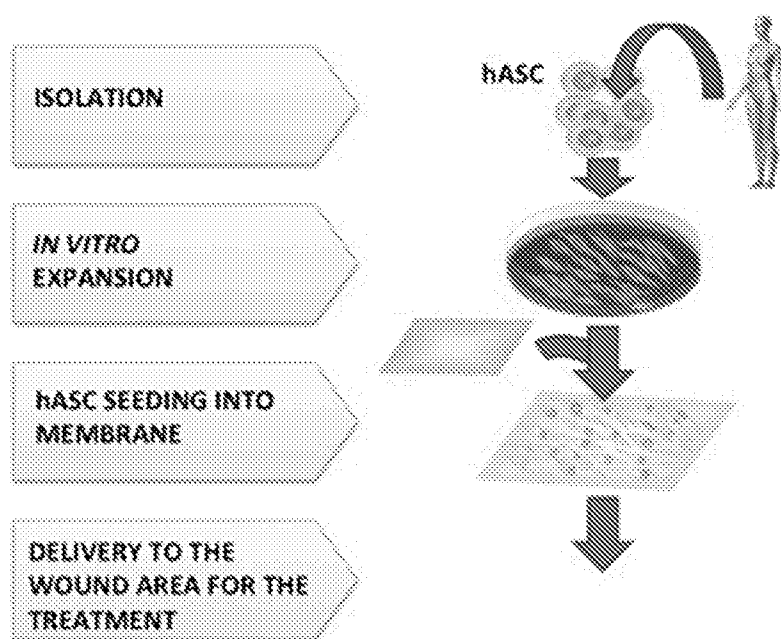 ISOLATION
hASC
IN VITRO
EXPANSION
hASC SEEDING INTO
MEMBRANE
DELIVERY TO THE
WOUND AREA FOR THE
TREATMENT